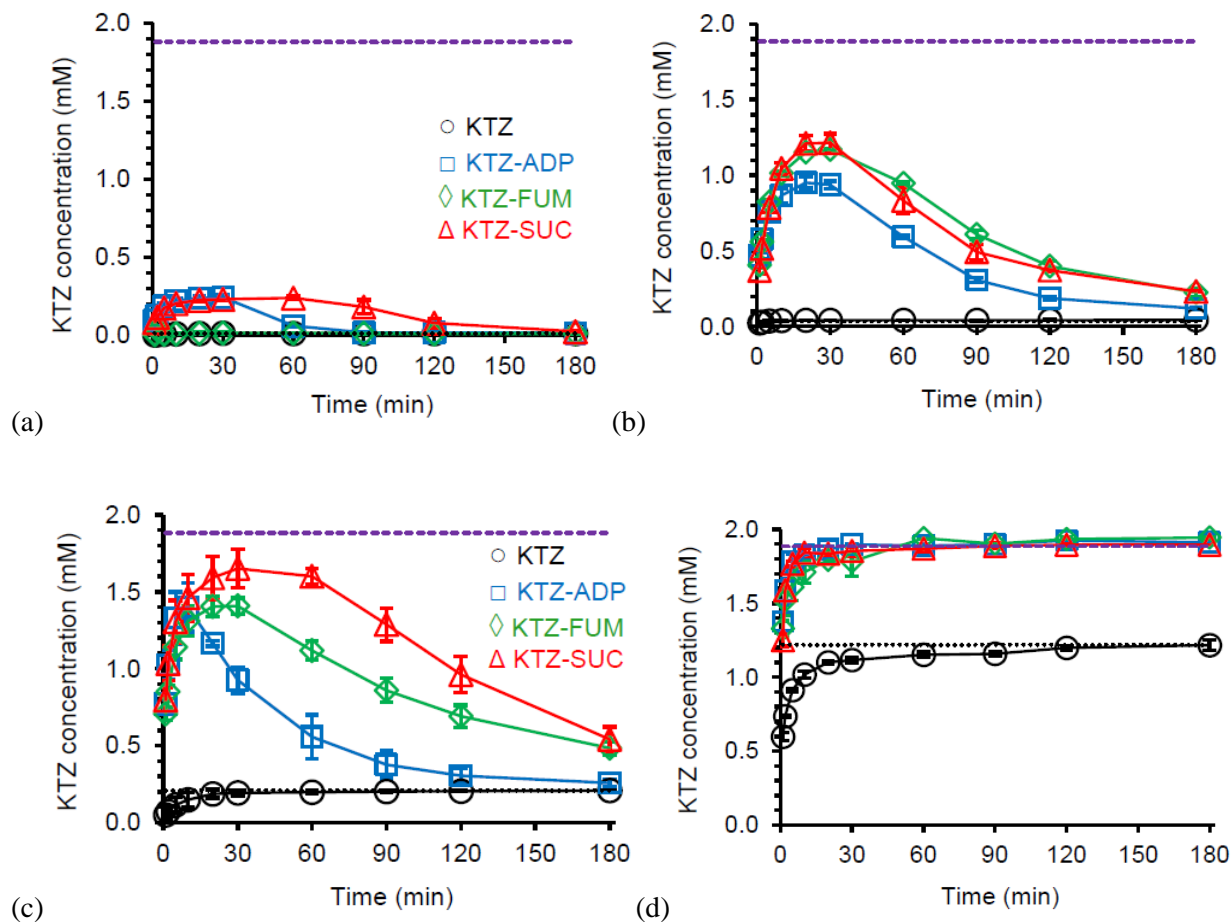 KTZ concentration (mM)
2.0
1.5
1.0
0.5
0.0
○ KTZ
□ KTZ-ADP
◇ KTZ-FUM
Δ KTZ-SUC
0 30 60 90 120 150 180
Time (min)
(a)
KTZ concentration (mM)
2.0
1.5
1.0
0.5
0.0
0 30 60 90 120 150 180
Time (min)
(b)
KTZ concentration (mM)
2.0
1.5
1.0
0.5
0.0
○ KTZ
□ KTZ-ADP
◇ KTZ-FUM
Δ KTZ-SUC
0 30 60 90 120 150 180
Time (min)
(c)
KTZ concentration (mM)
2.0
1.5
1.0
0.5
0.0
0 30 60 90 120 150 180
Time (min)
(d)